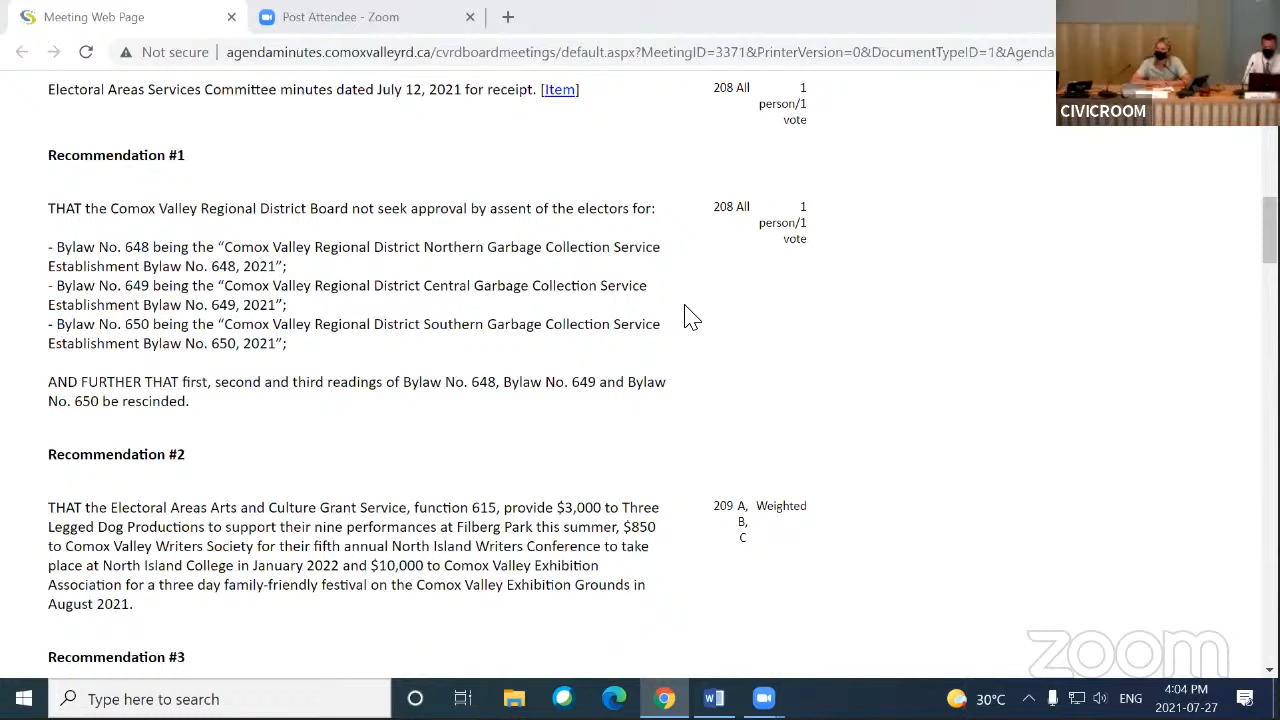 Meeting Web Page
Post Attendee - Zoom
Not secure
agendaminutes.comoxvalleyrd.ca/cvrdboardmeetings/default.aspx?MeetingID=3371&PrinterVersion=0&DocumentTypeID=1&Agenda
CIVICROOM
Electoral Areas Services Committee minutes dated July 12, 2021 for receipt. [Item]
208 All 1
person/1
vote
Recommendation #1
THAT the Comox Valley Regional District Board not seek approval by assent of the electors for:
208 All 1
person/1
vote
- Bylaw No. 648 being the “Comox Valley Regional District Northern Garbage Collection Service
Establishment Bylaw No. 648, 2021”;
- Bylaw No. 649 being the “Comox Valley Regional District Central Garbage Collection Service
Establishment Bylaw No. 649, 2021”;
- Bylaw No. 650 being the “Comox Valley Regional District Southern Garbage Collection Service
Establishment Bylaw No. 650, 2021”;
AND FURTHER THAT first, second and third readings of Bylaw No. 648, Bylaw No. 649 and Bylaw
No. 650 be rescinded.
Recommendation #2
THAT the Electoral Areas Arts and Culture Grant Service, function 615, provide $3,000 to Three
Legged Dog Productions to support their nine performances at Filberg Park this summer, $850
to Comox Valley Writers Society for their fifth annual North Island Writers Conference to take
place at North Island College in January 2022 and $10,000 to Comox Valley Exhibition
Association for a three day family-friendly festival on the Comox Valley Exhibition Grounds in
August 2021.
209 A, Weighted
B,
C
Recommendation #3
zoom
Type here to search
30°C
ENG
4:04 PM
2021-07-27